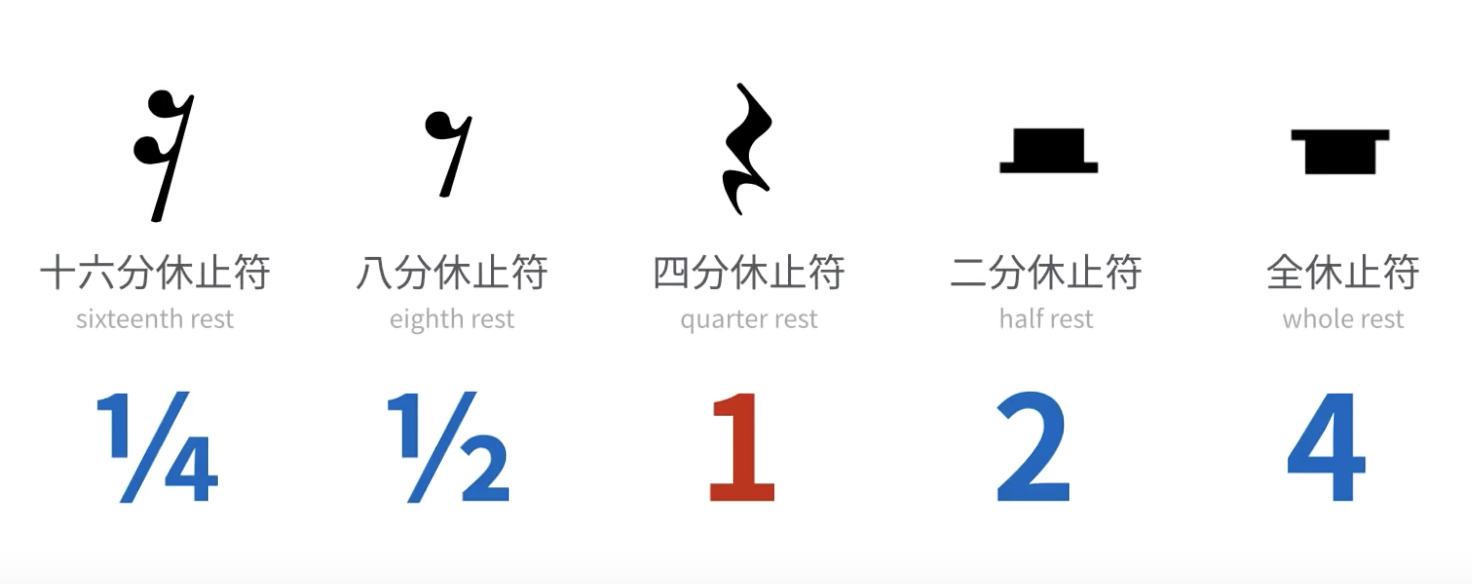 十六分休止符 八分休止符 四分休止符 二分休止符 全休止符
sixteenth rest eighth rest quarter rest half rest whole rest
¼ ½ 1 2 4